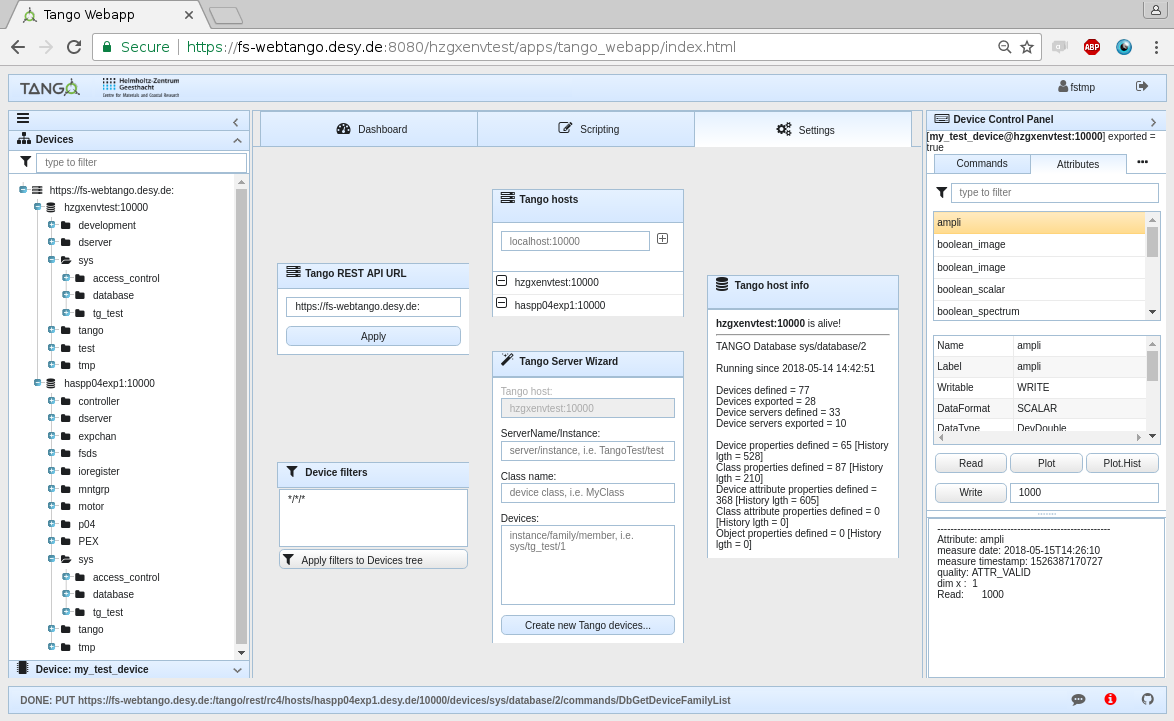 Tango Webapp
Secure https://fs-webtango.desy.de:8080/hzgxenvtest/apps/tango_webapp/index.html
ABP
TANGO
Helmholtz-Zentrum
Geesthacht
Centre for Materials and Coastal Research
fstmp
Devices
type to filter
https://fs-webtango.desy.de:
hzgxenvtest:10000
development
dserver
sys
access_control
database
tg_test
tango
test
tmp
haspp04exp1:10000
controller
dserver
expchan
fsds
ioregister
mntgrp
motor
p04
PEX
sys
access_control
database
tg_test
tango
tmp
Device: my_test_device
Dashboard
Scripting
Settings
Tango REST API URL
https://fs-webtango.desy.de:
Apply
Device filters
*/*/*
Apply filters to Devices tree
Tango hosts
localhost:10000
hzgxenvtest:10000
haspp04exp1:10000
Tango Server Wizard
Tango host:
hzgxenvtest:10000
ServerName/Instance:
server/instance, i.e. TangoTest/test
Class name:
device class, i.e. MyClass
Devices:
instance/family/member, i.e.
sys/tg_test/1
Create new Tango devices...
Tango host info
hzgxenvtest:10000 is alive!
TANGO Database sys/database/2
Running since 2018-05-14 14:42:51
Devices defined = 77
Devices exported = 28
Device servers defined = 33
Device servers exported = 10
Device properties defined = 65 [History
lgth = 528]
Class properties defined = 87 [History
lgth = 210]
Device attribute properties defined =
368 [History lgth = 605]
Class attribute properties defined = 0
[History lgth = 0]
Object properties defined = 0 [History
lgth = 0]
Device Control Panel
[my_test_device@hzgxenvtest:10000] exported =
true
Commands
Attributes
type to filter
ampli
boolean_image
boolean_image
boolean_scalar
boolean_spectrum
Name ampli
Label ampli
Writable WRITE
DataFormat SCALAR
DataType DevDouble
Read
Plot
Plot.Hist
Write
1000
----------------------------------------------------
Attribute: ampli
measure date: 2018-05-15T14:26:10
measure timestamp: 1526387170727
quality: ATTR_VALID
dim x : 1
Read: 1000
DONE: PUT https://fs-webtango.desy.de:/tango/rest/rc4/hosts/haspp04exp1.desy.de/10000/devices/sys/database/2/commands/DbGetDeviceFamilyList